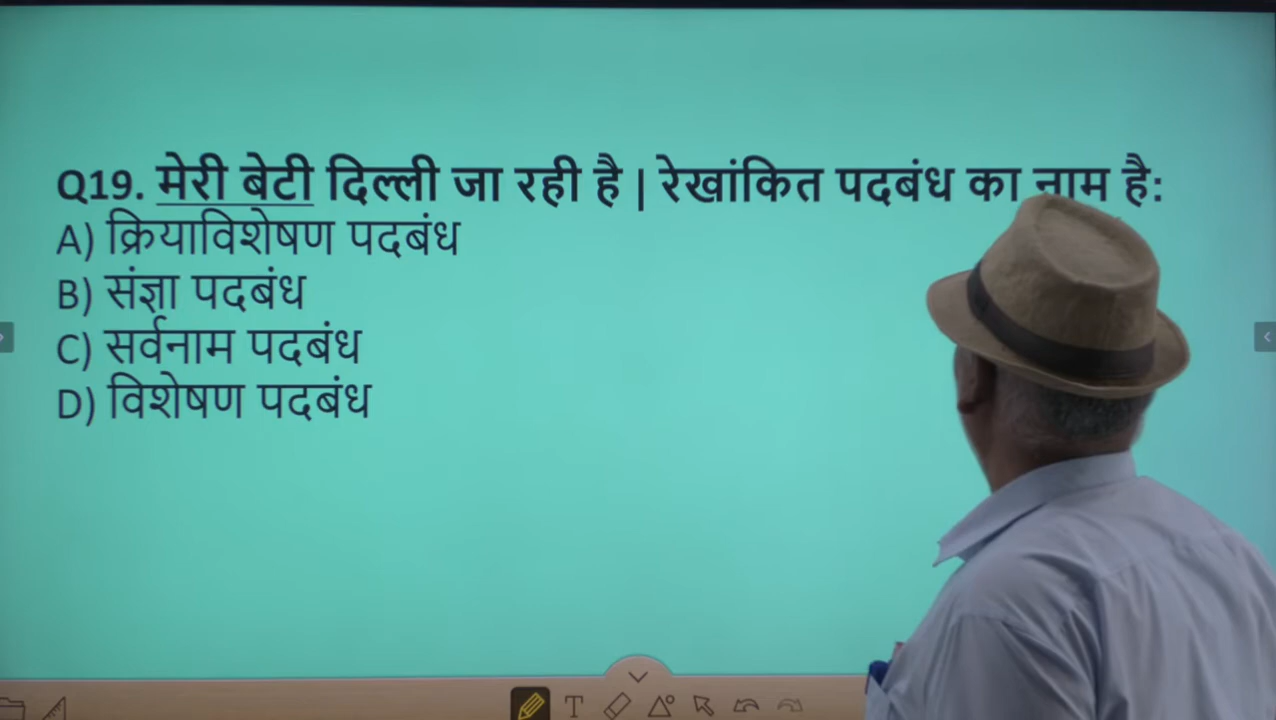 Q19. मेरी बेटी दिल्ली जा रही है | रेखांकित पदबंध का नाम है:
A) क्रियाविशेषण पदबंध
B) संज्ञा पदबंध
C) सर्वनाम पदबंध
D) विशेषण पदबंध
T